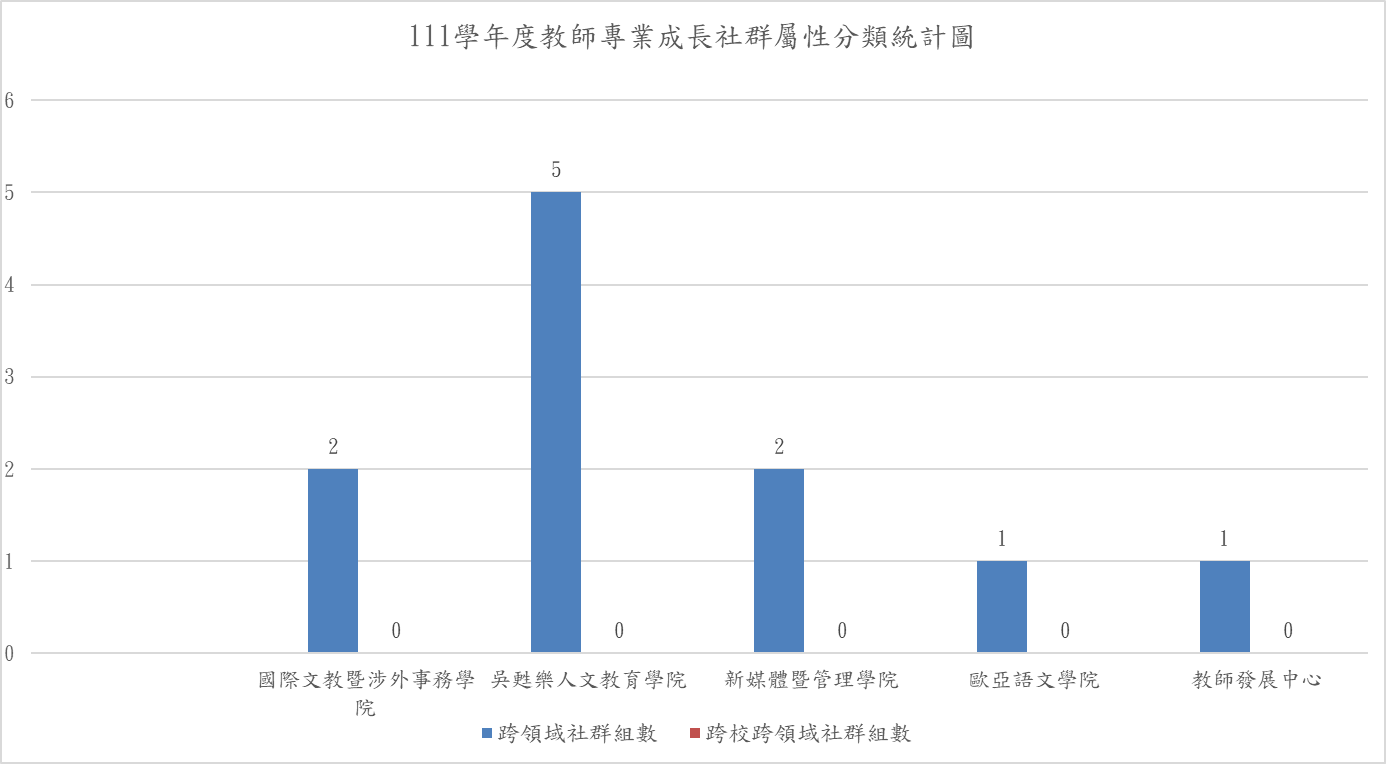 111學年度教師專業成長社群屬性分類統計圖
6
5
5
4
3
2
2
2
1
1
1
0
0
0
0
0
0
國際文教暨涉外事務學
院
吳甦樂人文教育學院
新媒體暨管理學院
歐亞語文學院
教師發展中心
跨領域社群組數
跨校跨領域社群組數